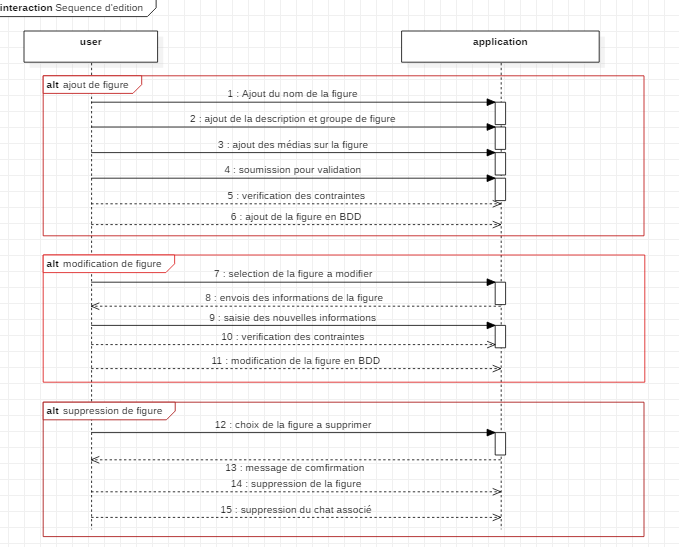 interaction Sequence d'edition
user
application
alt ajout de figure
1 : Ajout du nom de la figure
2 : ajout de la description et groupe de figure
3 : ajout des médias sur la figure
4 : soumission pour validation
5 : verification des contraintes
6 : ajout de la figure en BDD
alt modification de figure
7 : selection de la figure a modifier
8 : envois des informations de la figure
9 : saisie des nouvelles informations
10 : verification des contraintes
11 : modification de la figure en BDD
alt suppression de figure
12 : choix de la figure a supprimer
13 : message de comfirmation
14 : suppression de la figure
15 : suppression du chat associé